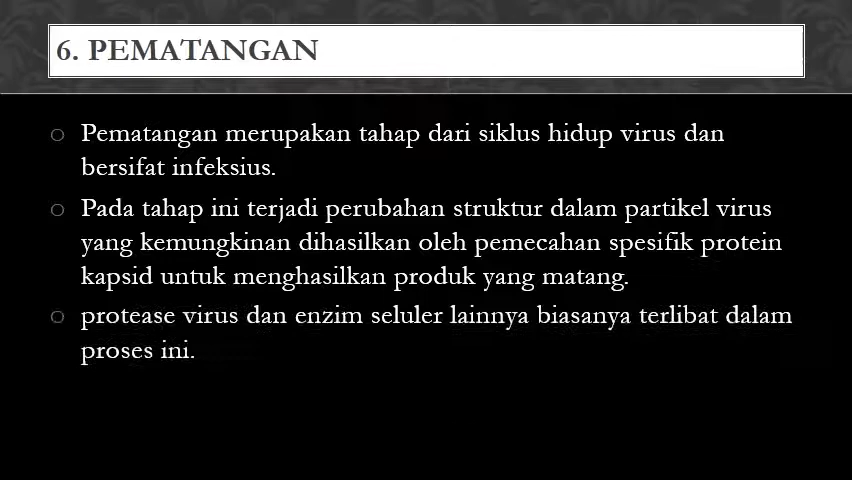 6. PEMATANGAN
Pematangan merupakan tahap dari siklus hidup virus dan
bersifat infeksius.
Pada tahap ini terjadi perubahan struktur dalam partikel virus
yang kemungkinan dihasilkan oleh pemecahan spesifik protein
kapsid untuk menghasilkan produk yang matang.
protease virus dan enzim seluler lainnya biasanya terlibat dalam
proses ini.